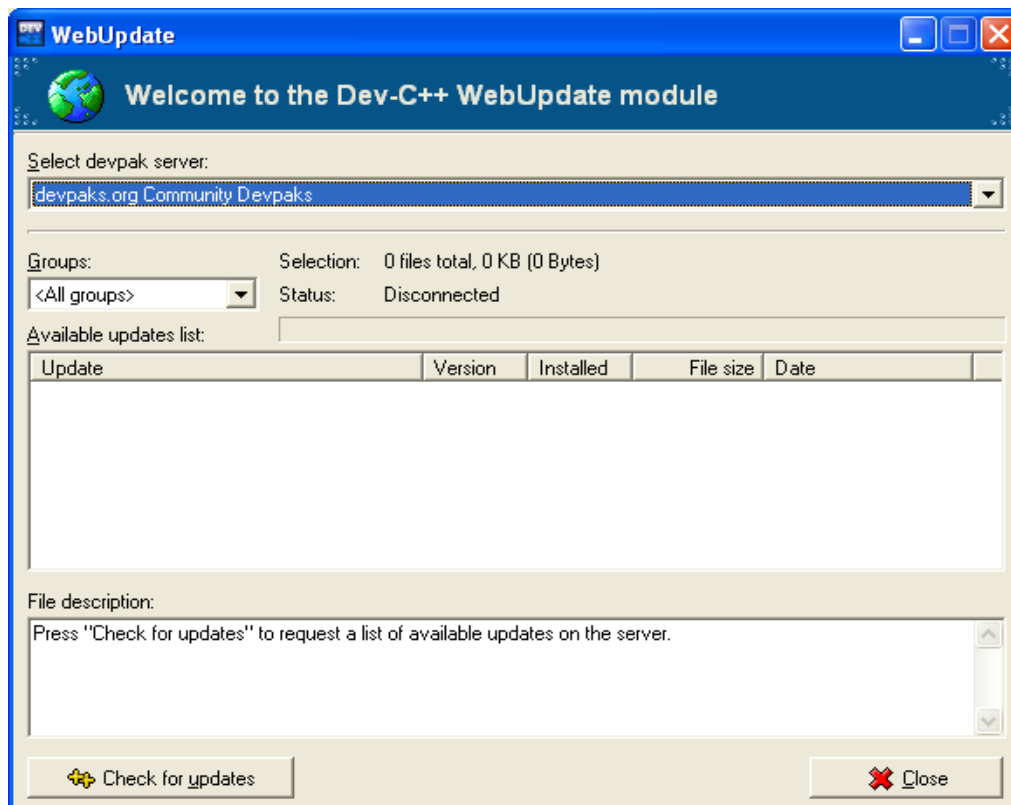 DEV WebUpdate
Welcome to the Dev-C++ WebUpdate module
Select devpak server:
devpaks.org Community Devpaks
Groups: Selection: 0 files total, 0 KB (0 Bytes)
<All groups> Status: Disconnected
Available updates list:
Update Version Installed File size Date
File description:
Press "Check for updates" to request a list of available updates on the server.
Check for updates Close